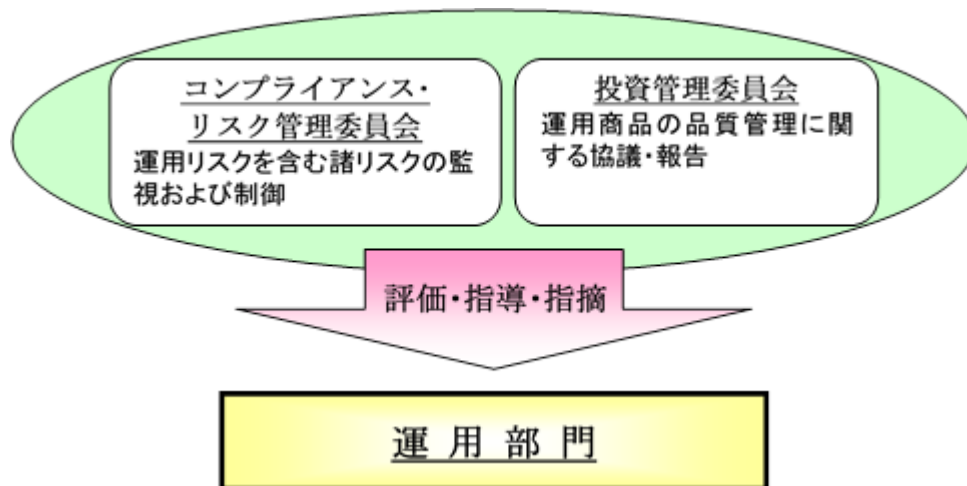 コンプライアンス・
リスク管理委員会
運用リスクを含む諸リスクの監
視および制御
投資管理委員会
運用商品の品質管理に関
する協議・報告
評価・指導・指摘
運用部門